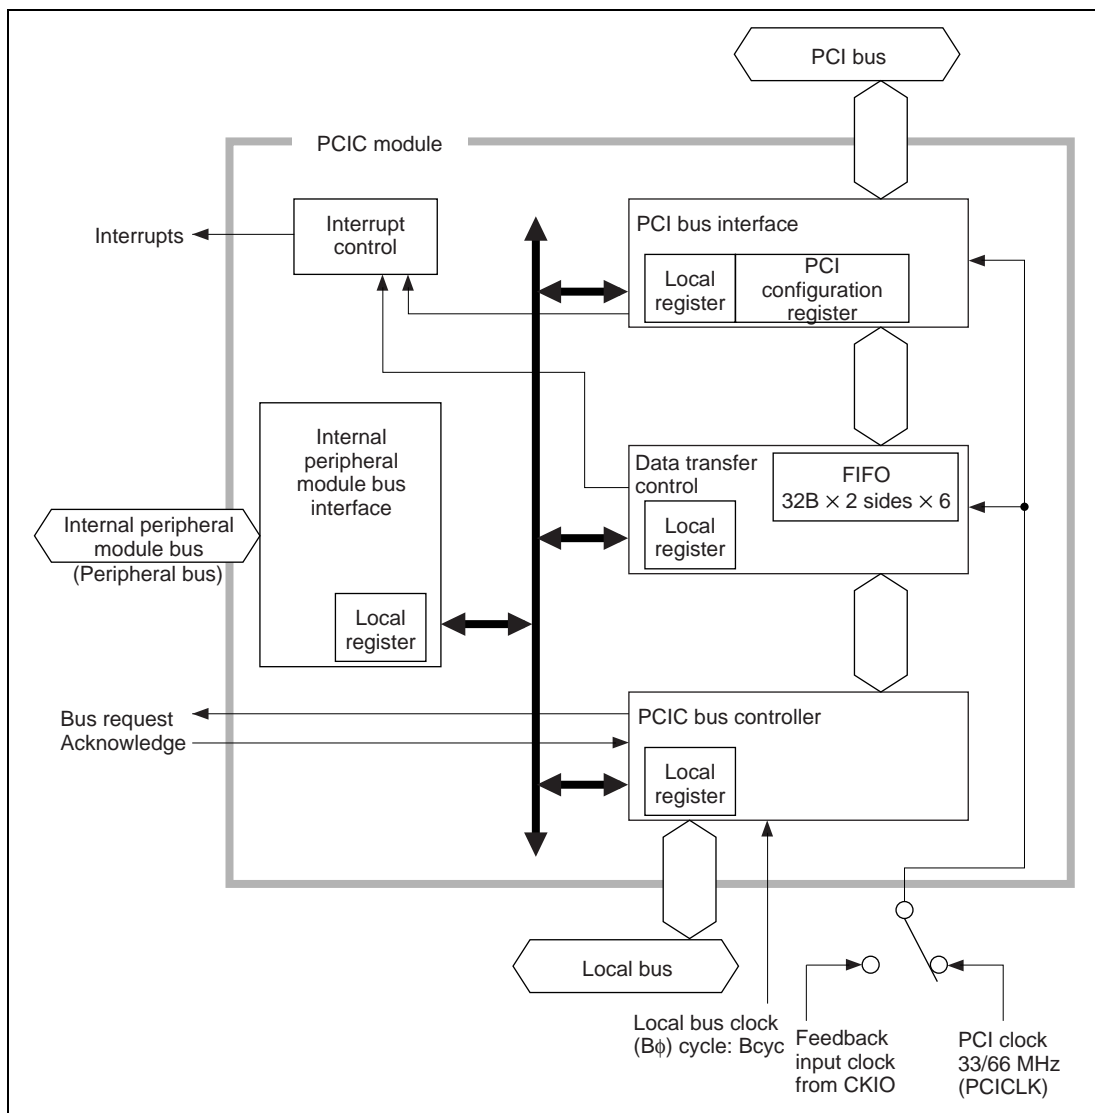 PCI bus
PCIC module
Interrupts
Interrupt
control
PCI bus interface
Local
register
PCI
configuration
register
Internal
peripheral
module bus
interface
Data transfer
control
FIFO
32B × 2 sides × 6
Local
register
Internal peripheral
module bus
(Peripheral bus)
Local
register
Bus request
Acknowledge
PCIC bus controller
Local
register
Local bus
Local bus clock
(Bϕ) cycle: Bcyc
Feedback
input clock
from CKIO
PCI clock
33/66 MHz
(PCICLK)